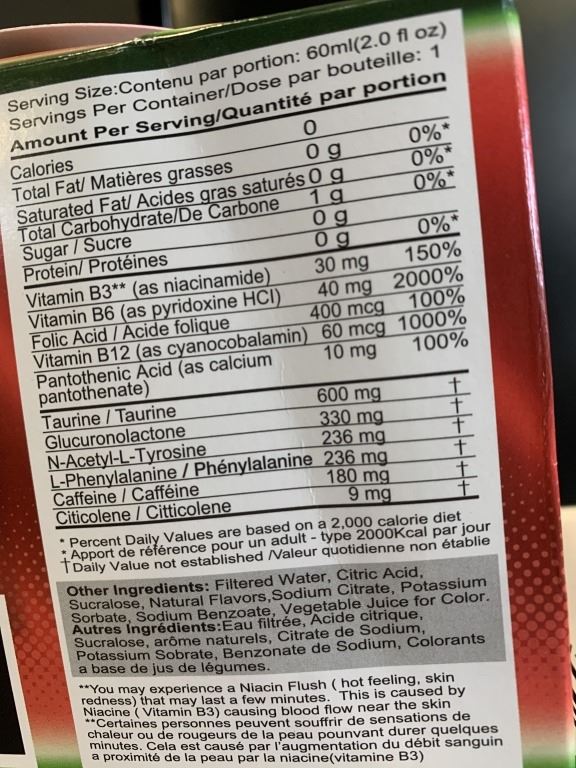 Serving Size:Contenu par portion: 60ml(2.0 fl oz)
Servings Per Container/Dose par bouteille: 1
Amount Per Serving/Quantité par portion
Calories 0
Total Fat/ Matières grasses 0 g 0%*
Saturated Fat/ Acides gras saturés 0 g 0%*
Total Carbohydrate/De Carbone 1 g 0%*
Sugar / Sucre 0 g
Protein/ Protéines 0 g 0%*
Vitamin B3** (as niacinamide) 30 mg 150%
Vitamin B6 (as pyridoxine HCl) 40 mg 2000%
Folic Acid / Acide folique 400 mcg 100%
Vitamin B12 (as cyanocobalamin) 60 mcg 1000%
Pantothenic Acid (as calcium 10 mg 100%
pantothenate)
Taurine / Taurine 600 mg †
Glucuronolactone 330 mg †
N-Acetyl-L-Tyrosine 236 mg †
L-Phenylalanine / Phénylalanine 236 mg †
Caffeine / Cafféine 180 mg †
Citicolene / Citticolene 9 mg †
* Percent Daily Values are based on a 2,000 calorie diet
* Apport de référence pour un adult - type 2000Kcal par jour
† Daily Value not established /Valeur quotidienne non établie
Other Ingredients: Filtered Water, Citric Acid,
Sucralose, Natural Flavors,Sodium Citrate, Potassium
Sorbate, Sodium Benzoate, Vegetable Juice for Color.
Autres Ingrédients:Eau filtrée, Acide citrique,
Sucralose, arôme naturels, Citrate de Sodium,
Potassium Sobrate, Benzonate de Sodium, Colorants
a base de jus de légumes.
**You may experience a Niacin Flush ( hot feeling, skin
redness) that may last a few minutes. This is caused by
Niacine ( Vitamin B3) causing blood flow near the skin
**Certaines personnes peuvent souffrir de sensations de
chaleur ou de rougeurs de la peau pounvant durer quelques
minutes. Cela est causé par l'augmentation du débit sanguin
a proximité de la peau par la niacine(vitamine B3)